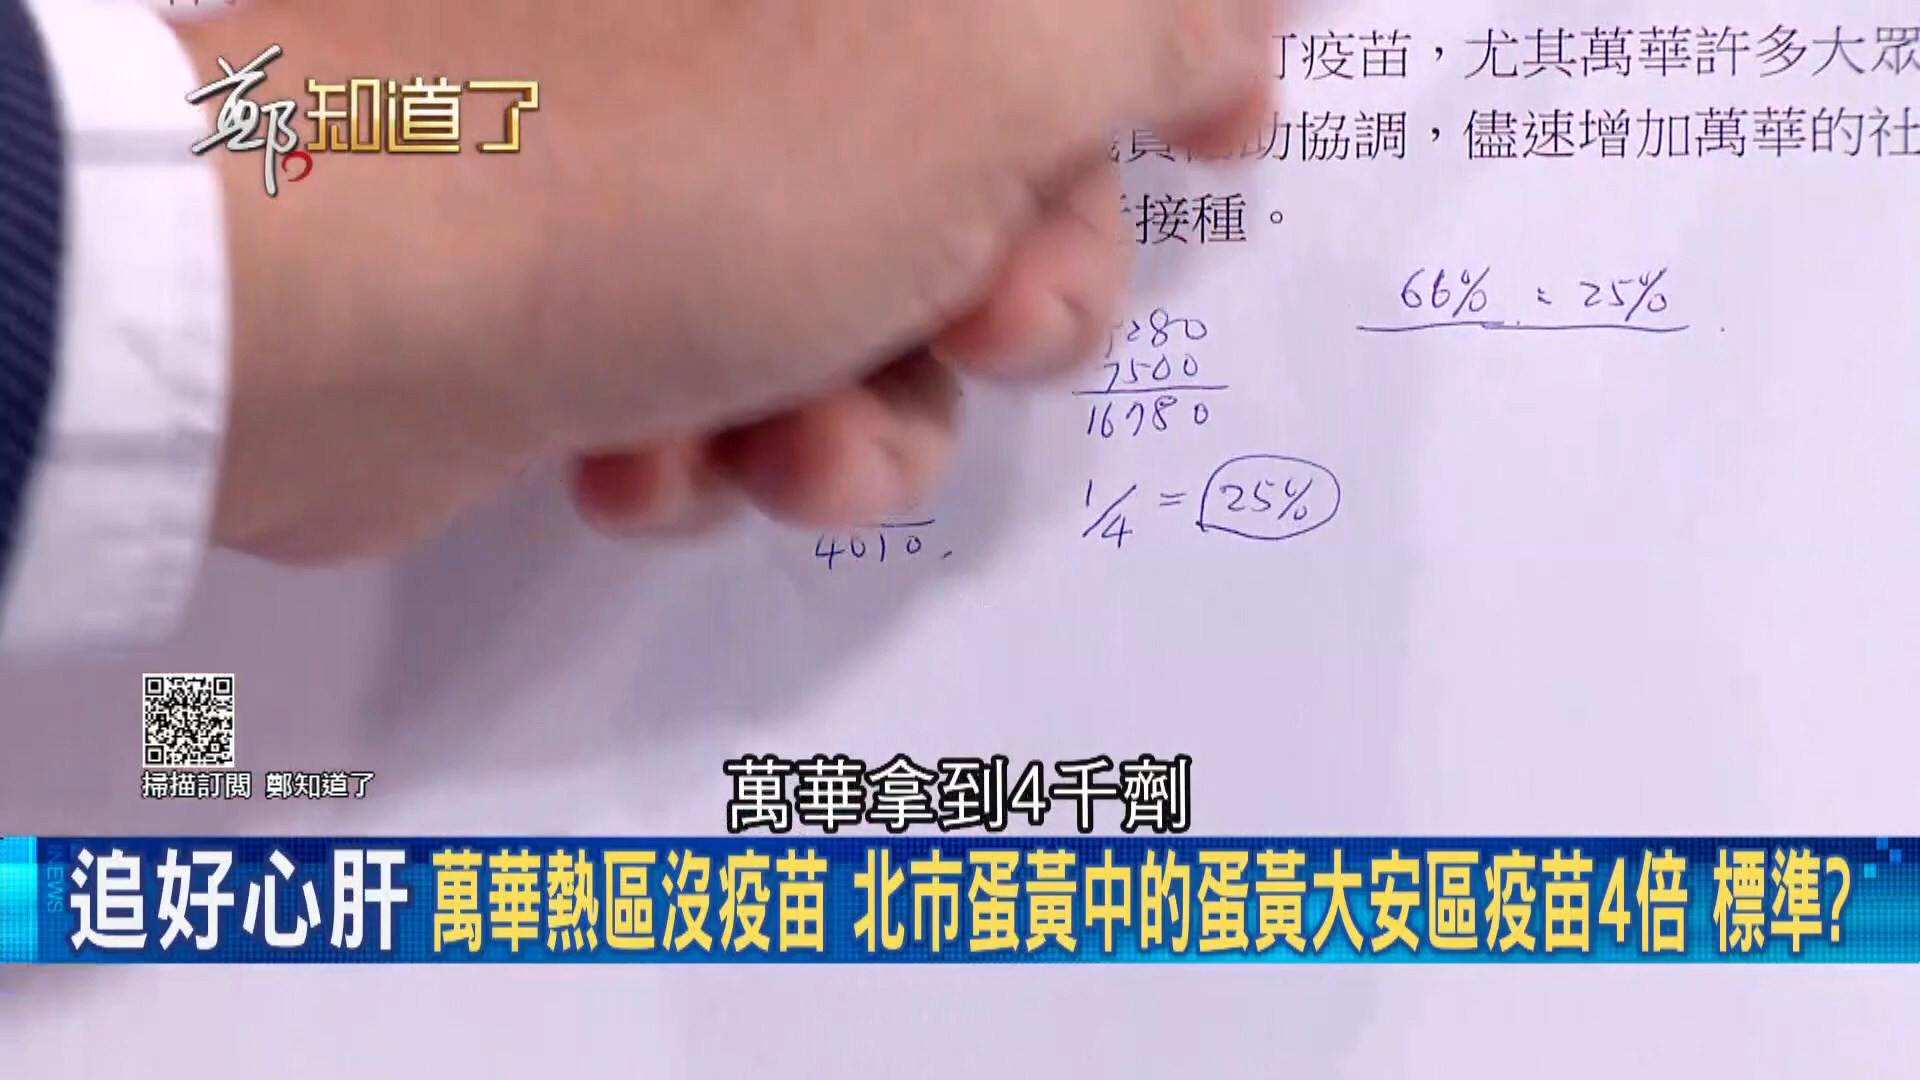 鄭知道了
疫苗，尤其萬華許多大眾
協調，儘速增加萬華的社
接種。
66% : 25%
280
7500
16780
1/4 = 25%
4010
掃描訂閱 鄭知道了
萬華拿到4千劑
NEWS
追好心肝 萬華熱區沒疫苗 北市蛋黃中的蛋黃大安區疫苗4倍 標準?